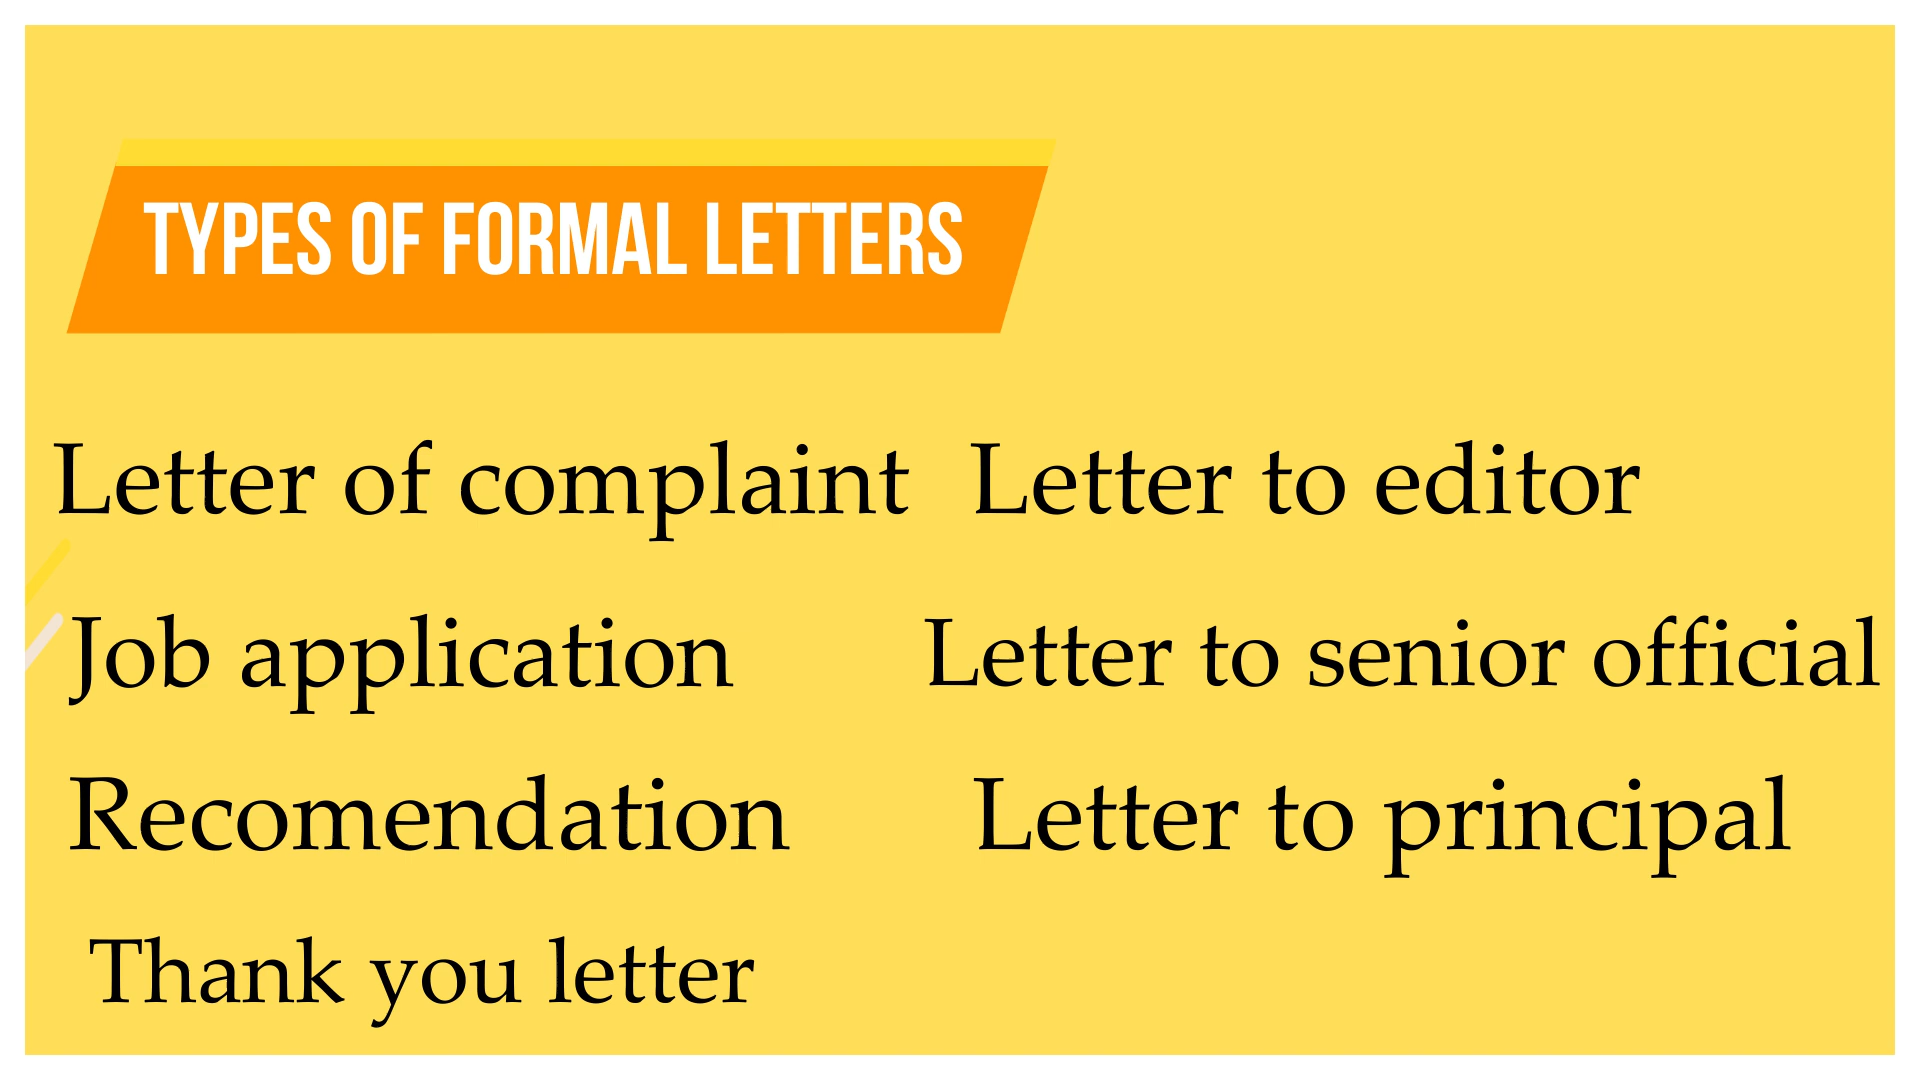 TYPES OF FORMAL LETTERS
Letter of complaint
Letter to editor
Job application
Letter to senior official
Recomendation
Letter to principal
Thank you letter